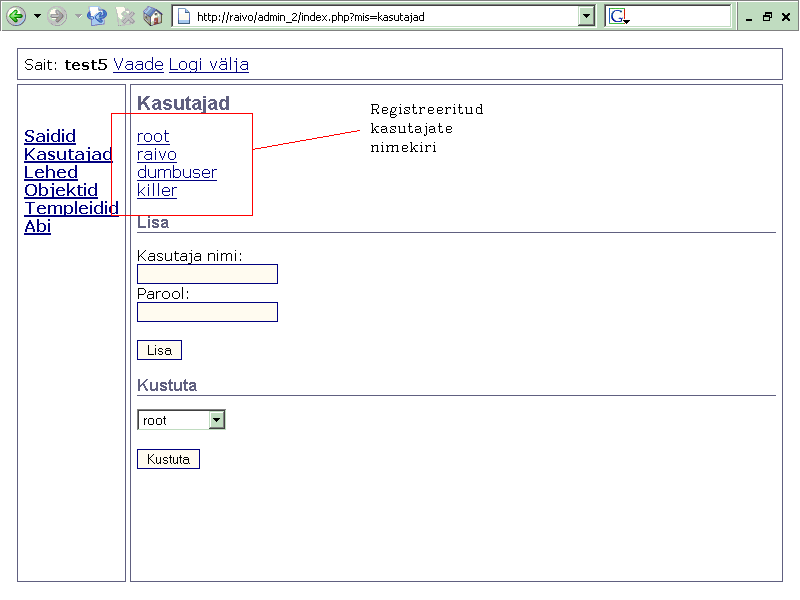 http://raivo/admin_2/index.php?mis=kasutajad
G
Sait: test5 Vaade Logi välja
Saidid
Kasutajad
Lehed
Objektid
Templeidid
Abi
Kasutajad
root
raivo
dumbuser
killer
Registreeritud
kasutajate
nimekiri
Lisa
Kasutaja nimi:
Parool:
Lisa
Kustuta
root
Kustuta